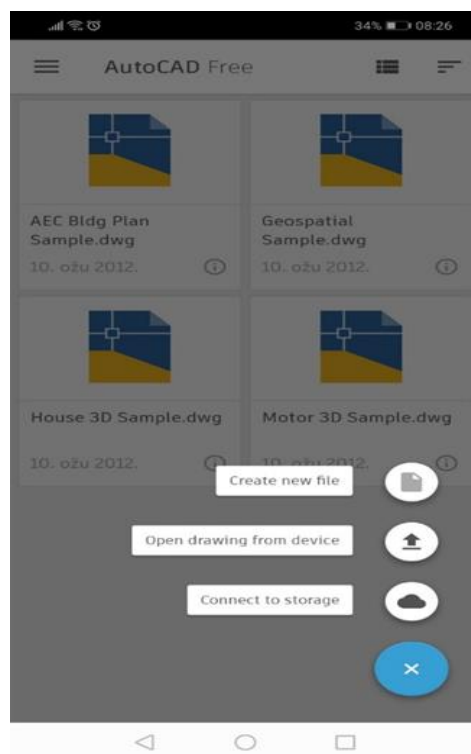 34% 08:26
AutoCAD Free
AEC Bldg Plan
Sample.dwg
10. ožu 2012.
Geospatial
Sample.dwg
10. ožu 2012.
House 3D Sample.dwg
10. ožu 2012.
Motor 3D Sample.dwg
10. ožu 2012.
Create new file
Open drawing from device
Connect to storage